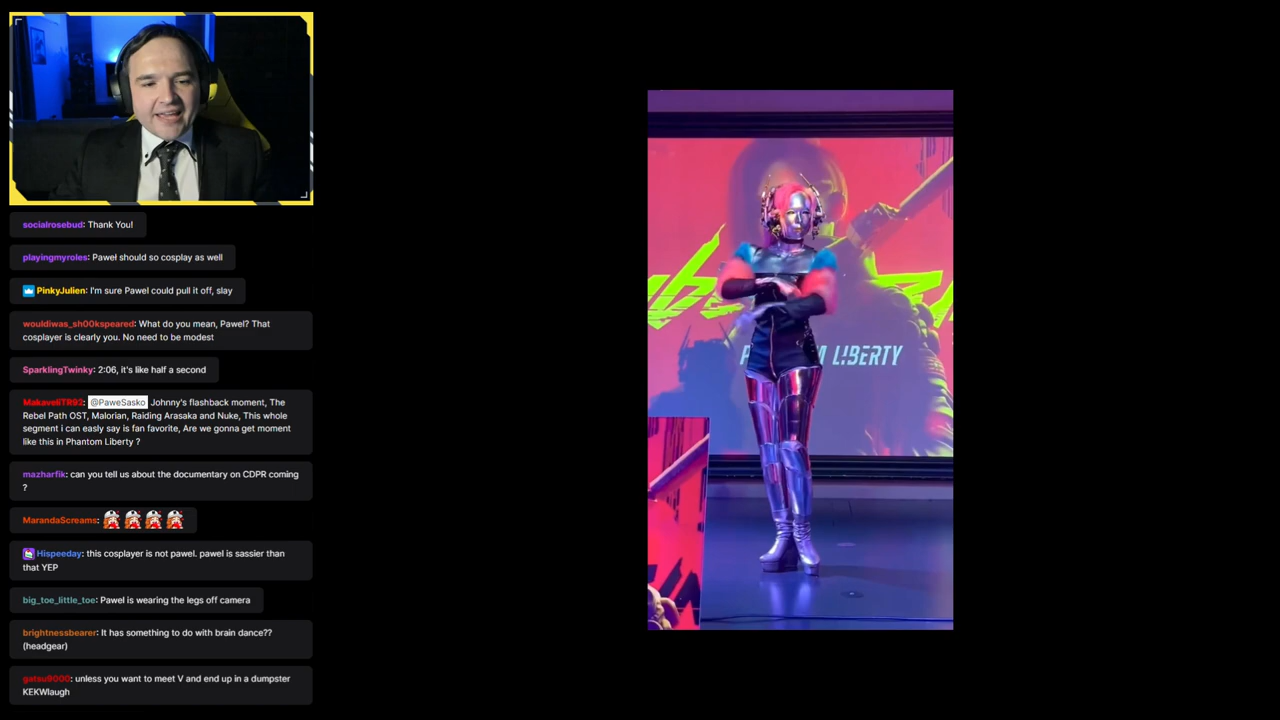 socialrosebud: Thank You!
playingmyroles: Paweł should so cosplay as well
PinkyJulien: I'm sure Pawel could pull it off, slay
wouldiwas_sh00kspeared: What do you mean, Pawel? That
cosplayer is clearly you. No need to be modest
SparklingTwinky: 2:06, it's like half a second
MakaveliTR92: @PaweSasko Johnny's flashback moment, The
Rebel Path OST, Malorian, Raiding Arasaka and Nuke, This whole
segment i can easly say is fan favorite, Are we gonna get moment
like this in Phantom Liberty ?
mazharfik: can you tell us about the documentary on CDPR coming
?
MarandaScreams:
Hispeeday: this cosplayer is not pawel. pawel is sassier than
that YEP
big_toe_little_toe: Pawel is wearing the legs off camera
brightnessbearer: It has something to do with brain dance??
(headgear)
gatsu9000: unless you want to meet V and end up in a dumpster
KEKWlaugh
L!BERTY